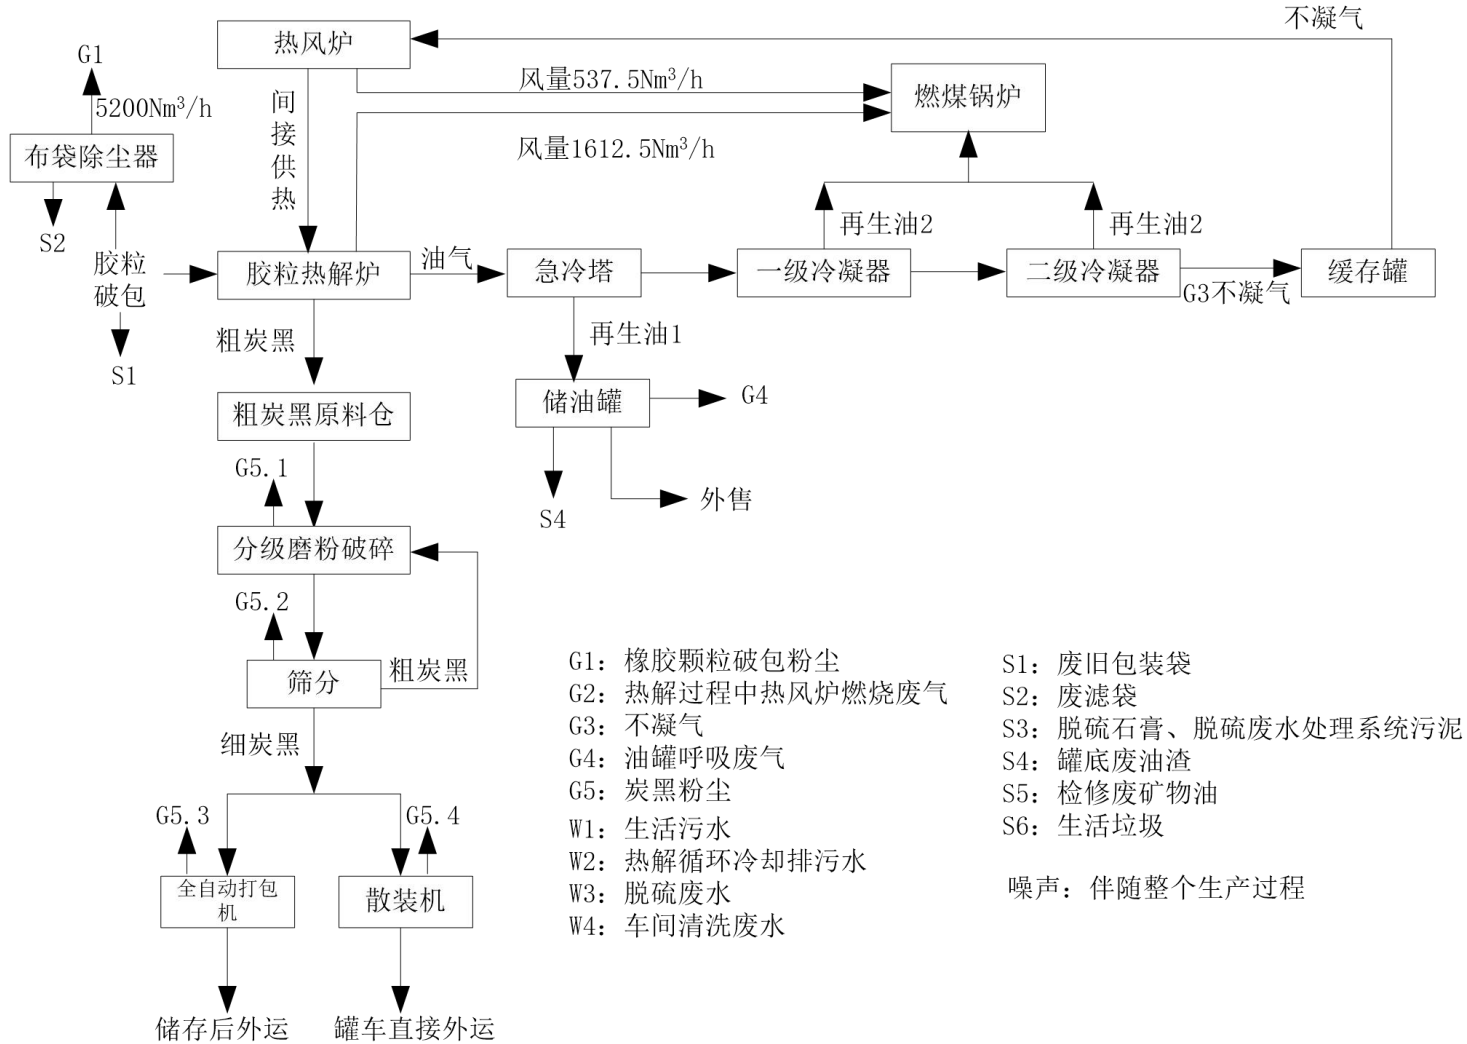 不凝气
热风炉
G1
风量537.5Nm³/h
燃煤锅炉
5200Nm³/h
间
接
供
热
布袋除尘器
风量1612.5Nm³/h
S2
再生油2
再生油2
胶粒
破包
胶粒热解炉
油气
急冷塔
一级冷凝器
二级冷凝器
G3不凝气
缓存罐
S1
粗炭黑
再生油1
粗炭黑原料仓
储油罐
G4
G5.1
S4
外售
分级磨粉破碎
G5.2
筛分
粗炭黑
细炭黑
G5.3
G5.4
全自动打包
机
散装机
储存后外运
罐车直接外运
G1: 橡胶颗粒破包粉尘
G2: 热解过程中热风炉燃烧废气
G3: 不凝气
G4: 油罐呼吸废气
G5: 炭黑粉尘
W1: 生活污水
W2: 热解循环冷却排污水
W3: 脱硫废水
W4: 车间清洗废水
S1: 废旧包装袋
S2: 废滤袋
S3: 脱硫石膏、脱硫废水处理系统污泥
S4: 罐底废油渣
S5: 检修废矿物油
S6: 生活垃圾
噪声: 伴随整个生产过程